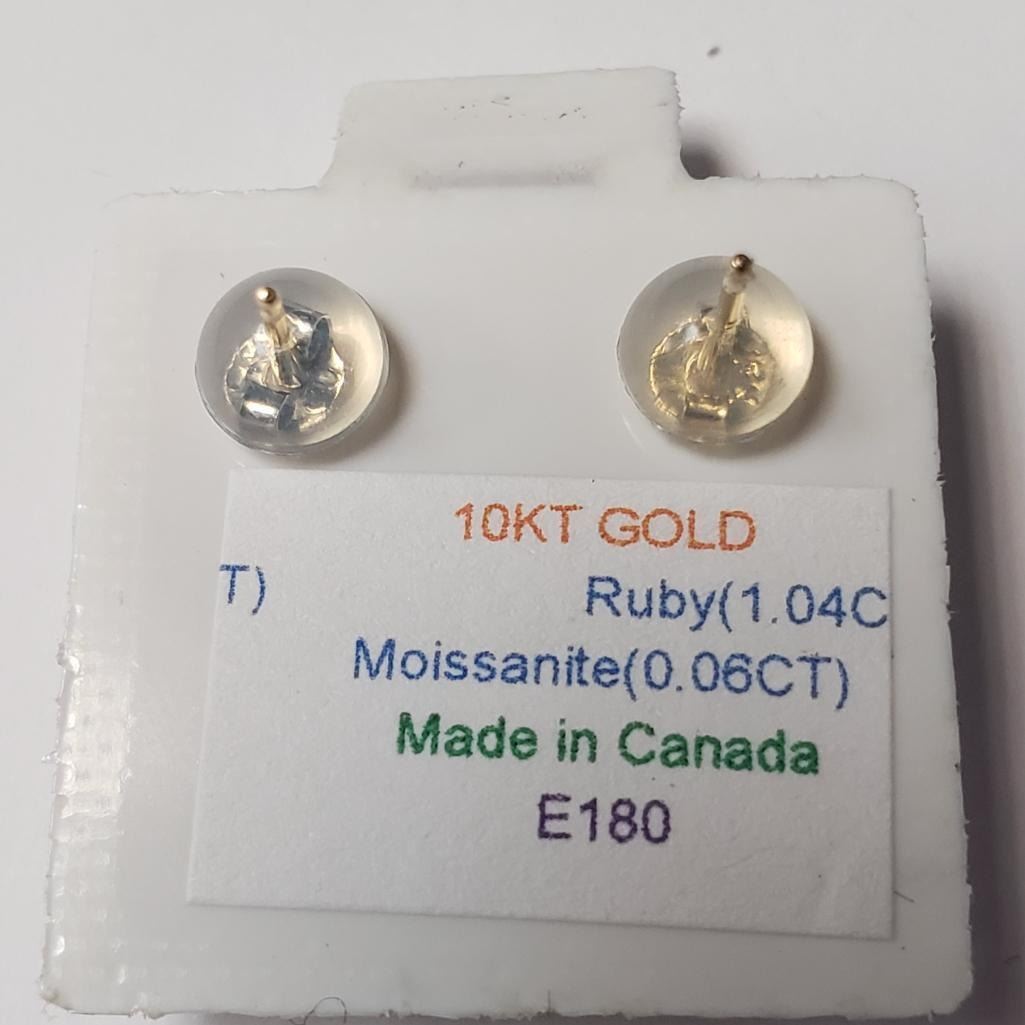 10KT GOLD
T) Ruby(1.04C
Moissanite(0.06CT)
Made in Canada
E180